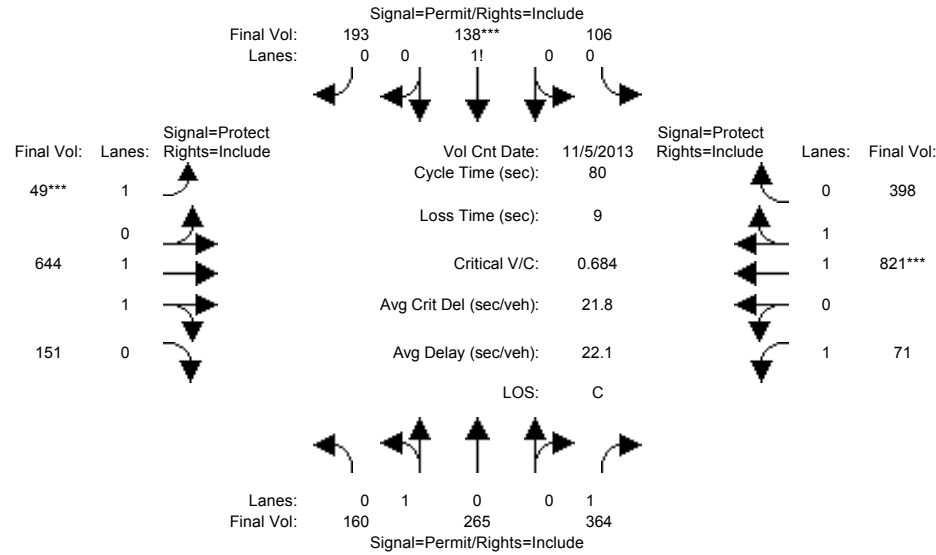 Signal=Permit/Rights=Include
Final Vol: 193 138*** 106
Lanes: 0 0 1! 0 0
Signal=Protect Signal=Protect
Final Vol: Lanes: Rights=Include Vol Cnt Date: 11/5/2013 Rights=Include Lanes: Final Vol:
Cycle Time (sec): 80
49*** 1 0 398
Loss Time (sec): 9
0 1
644 1 Critical V/C: 0.684 1 821***
1 Avg Crit Del (sec/veh): 21.8 0
151 0 Avg Delay (sec/veh): 22.1 1 71
LOS: C
Lanes: 0 1 0 0 1
Final Vol: 160 265 364
Signal=Permit/Rights=Include